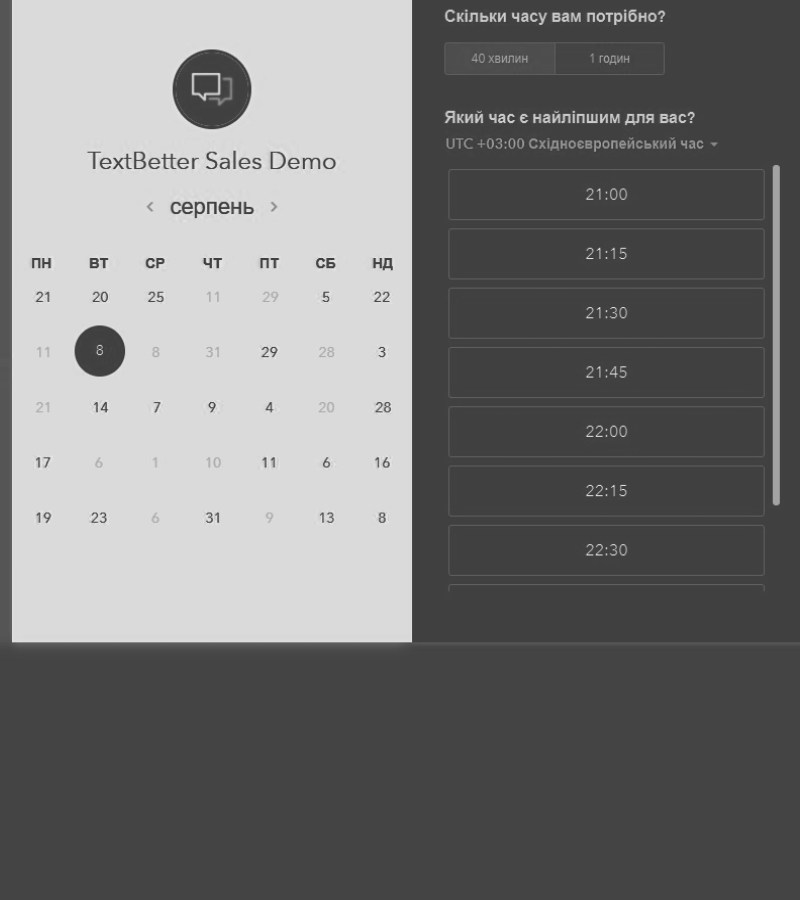 TextBetter Sales Demo
серпень
ПН ВТ СР ЧТ ПТ СБ НД
21 20 25 11 29 5 22
11 8 8 31 29 28 3
21 14 7 9 4 20 28
17 6 1 10 11 6 16
19 23 6 31 9 13 8
Скільки часу вам потрібно?
40 хвилин 1 годин
Який час є найліпшим для вас?
UTC +03:00 Східноєвропейський час
21:00
21:15
21:30
21:45
22:00
22:15
22:30